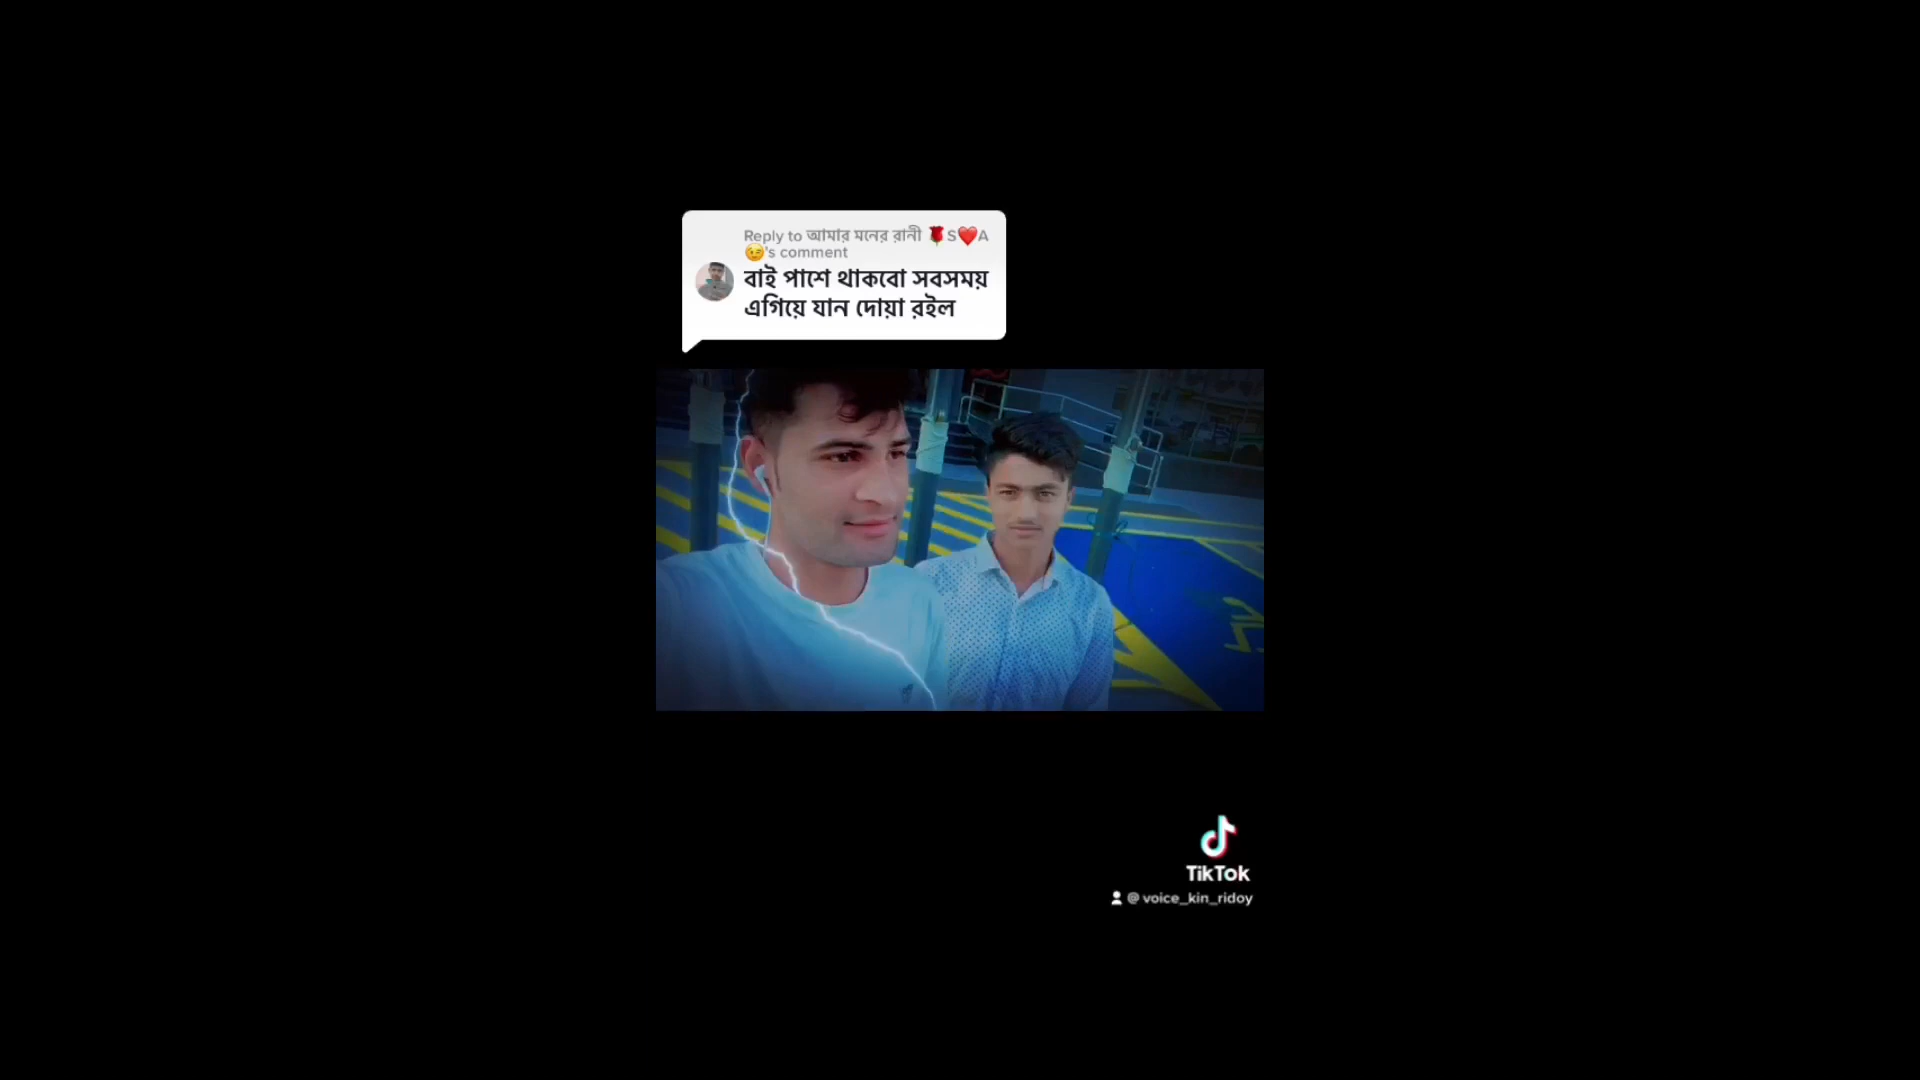 Reply to আমার মনের রানী 🌹S❤️A
😉's comment
বাই পাশে থাকবো সবসময়
এগিয়ে যান দোয়া রইল
TikTok
@ voice_kin_ridoy